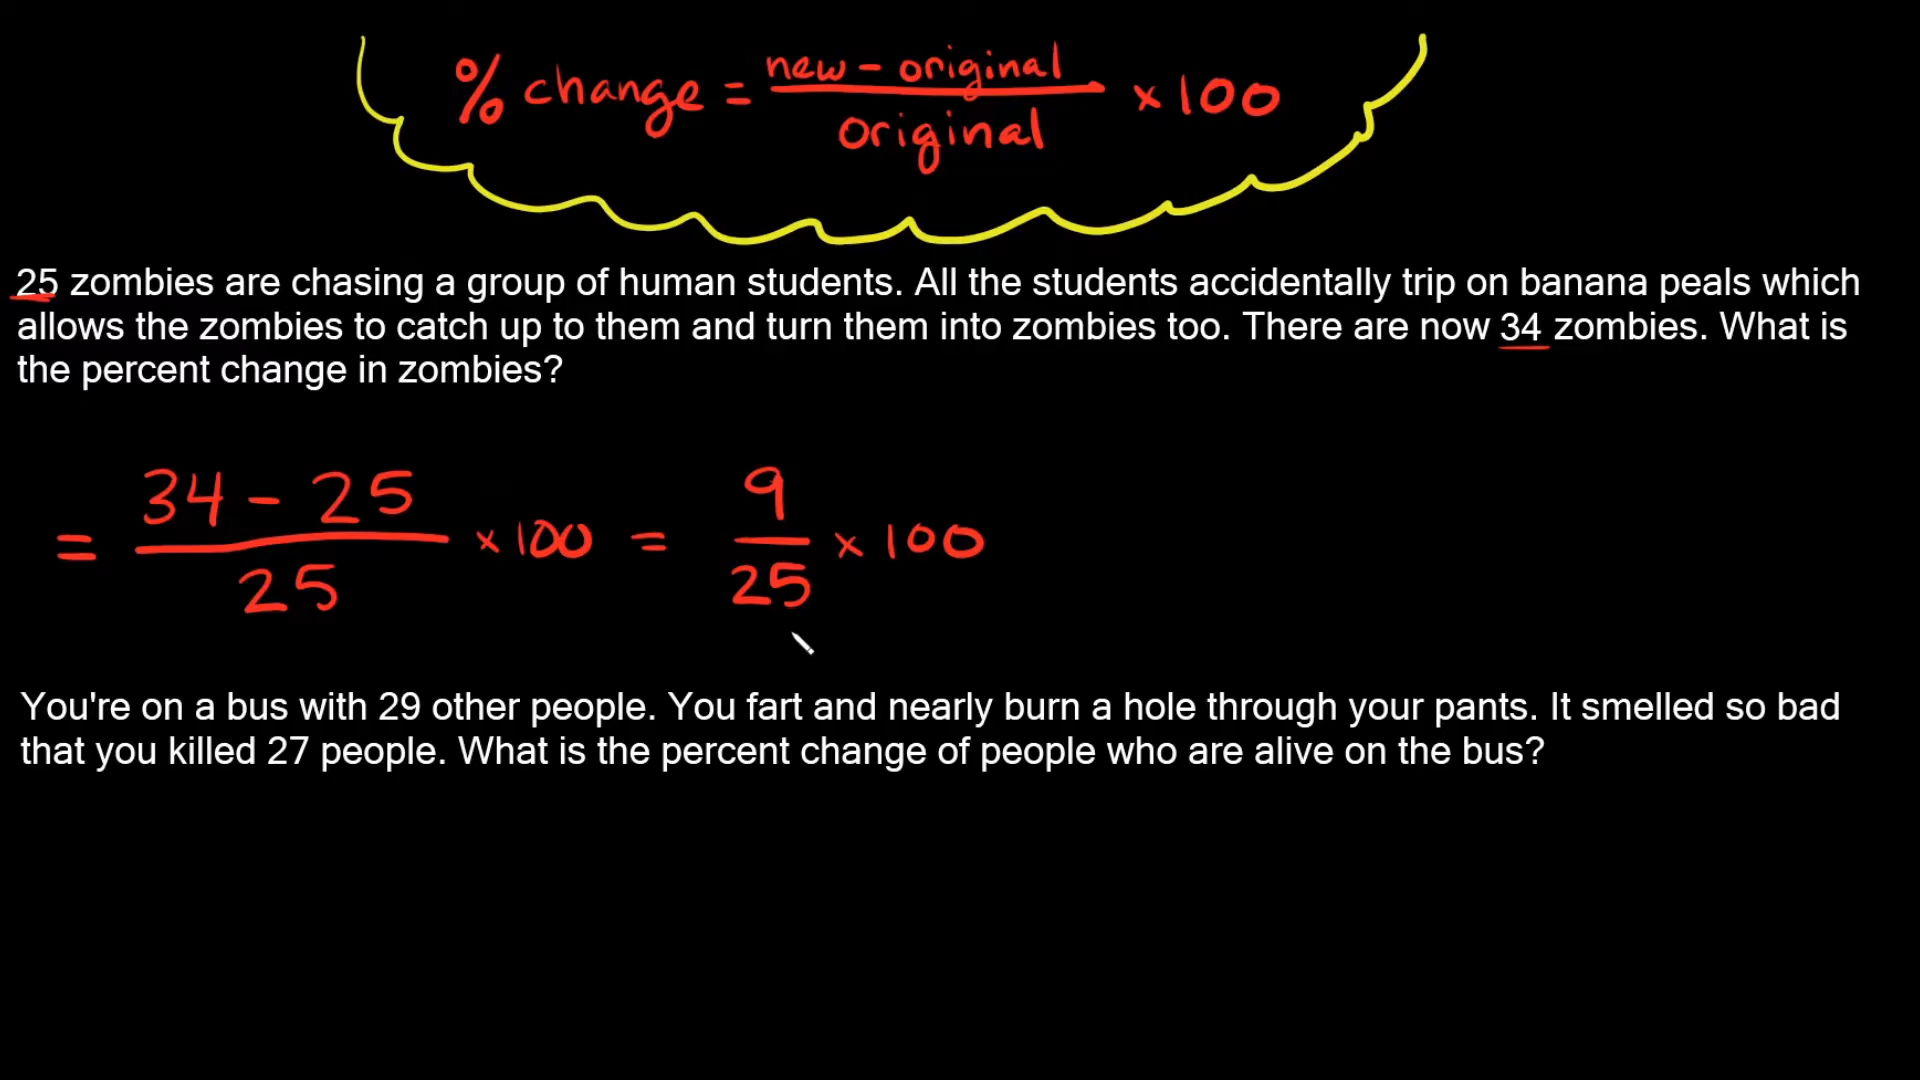 % change = new - original / original × 100
25 zombies are chasing a group of human students. All the students accidentally trip on banana peals which
allows the zombies to catch up to them and turn them into zombies too. There are now 34 zombies. What is
the percent change in zombies?
= 34 - 25 / 25 × 100 = 9 / 25 × 100
You're on a bus with 29 other people. You fart and nearly burn a hole through your pants. It smelled so bad
that you killed 27 people. What is the percent change of people who are alive on the bus?